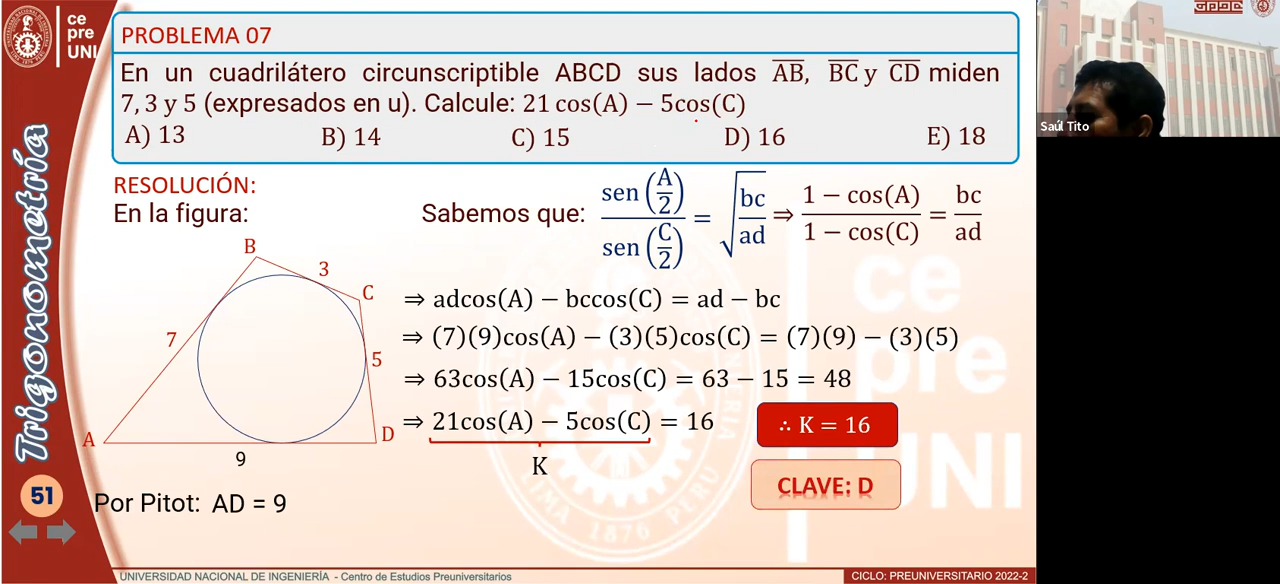 ce
pre
UNI
PROBLEMA 07
En un cuadrilátero circunscriptible ABCD sus lados AB, BC y CD miden
7, 3 y 5 (expresados en u). Calcule: 21 cos(A) − 5cos(C)
A) 13 B) 14 C) 15 D) 16 E) 18
Saúl Tito
RESOLUCIÓN:
En la figura:
Sabemos que: sen(A/2) / sen(C/2) = √(bc/ad) ⇒ (1 − cos(A)) / (1 − cos(C)) = bc/ad
B
3
C
7
5
A
D
9
Por Pitot: AD = 9
⇒ adcos(A) − bccos(C) = ad − bc
⇒ (7)(9)cos(A) − (3)(5)cos(C) = (7)(9) − (3)(5)
⇒ 63cos(A) − 15cos(C) = 63 − 15 = 48
⇒ 21cos(A) − 5cos(C) = 16
K
∴ K = 16
CLAVE: D
Trigonometría
51
ce
pre
UNI
1876
UNIVERSIDAD NACIONAL DE INGENIERÍA - Centro de Estudios Preuniversitarios
CICLO: PREUNIVERSITARIO 2022-2